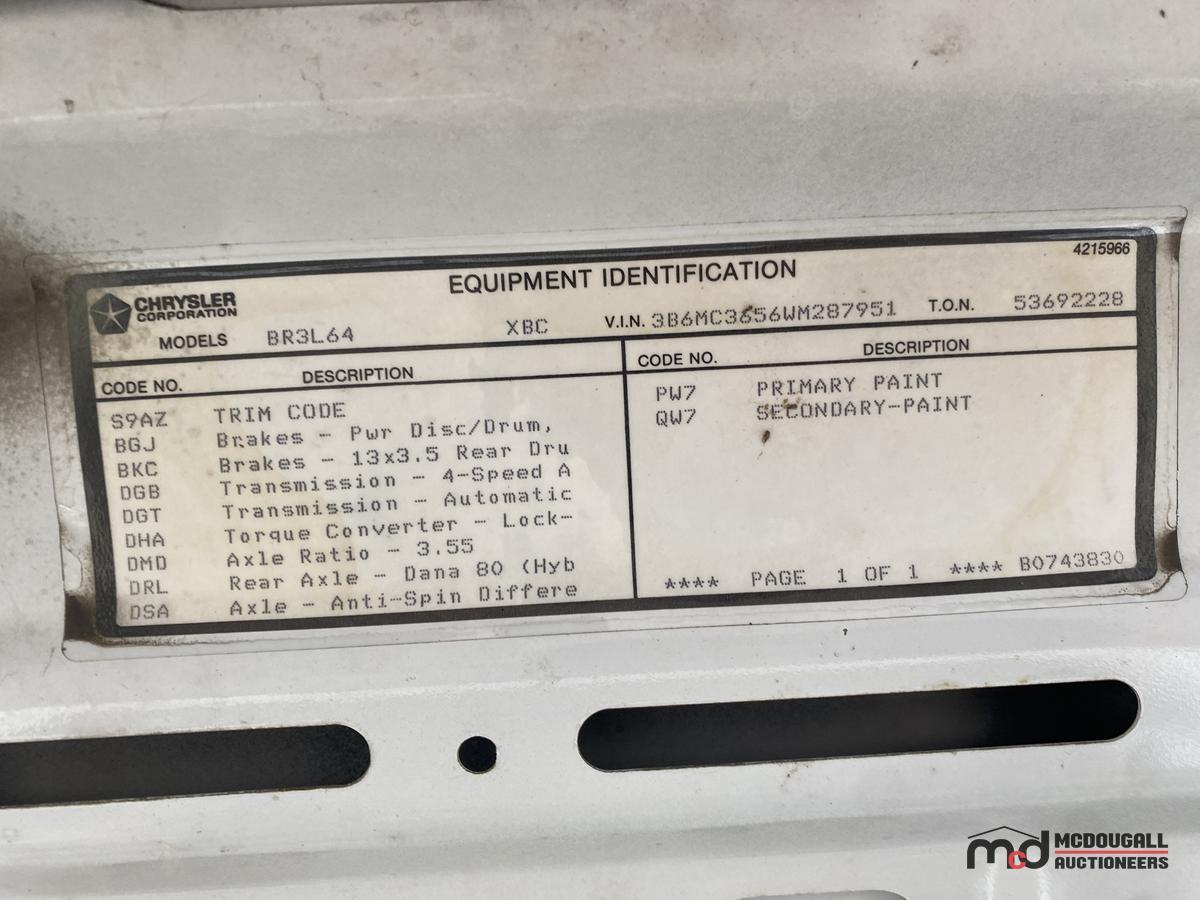 4215966
EQUIPMENT IDENTIFICATION
CHRYSLER
CORPORATION
MODELS BR3L64 XBC V.I.N. 3B6MC3656WM287951 T.O.N. 53692228
CODE NO. DESCRIPTION
S9AZ TRIM CODE
BGJ Brakes - Pwr Disc/Drum,
BKC Brakes - 13x3.5 Rear Dru
DGB Transmission - 4-Speed A
DGT Transmission - Automatic
DHA Torque Converter - Lock-
DMD Axle Ratio - 3.55
DRL Rear Axle - Dana 80 (Hyb
DSA Axle - Anti-Spin Differe
CODE NO. DESCRIPTION
PW7 PRIMARY PAINT
QW7 SECONDARY-PAINT
**** PAGE 1 OF 1 **** B0743830
mcd MCDOUGALL
AUCTIONEERS